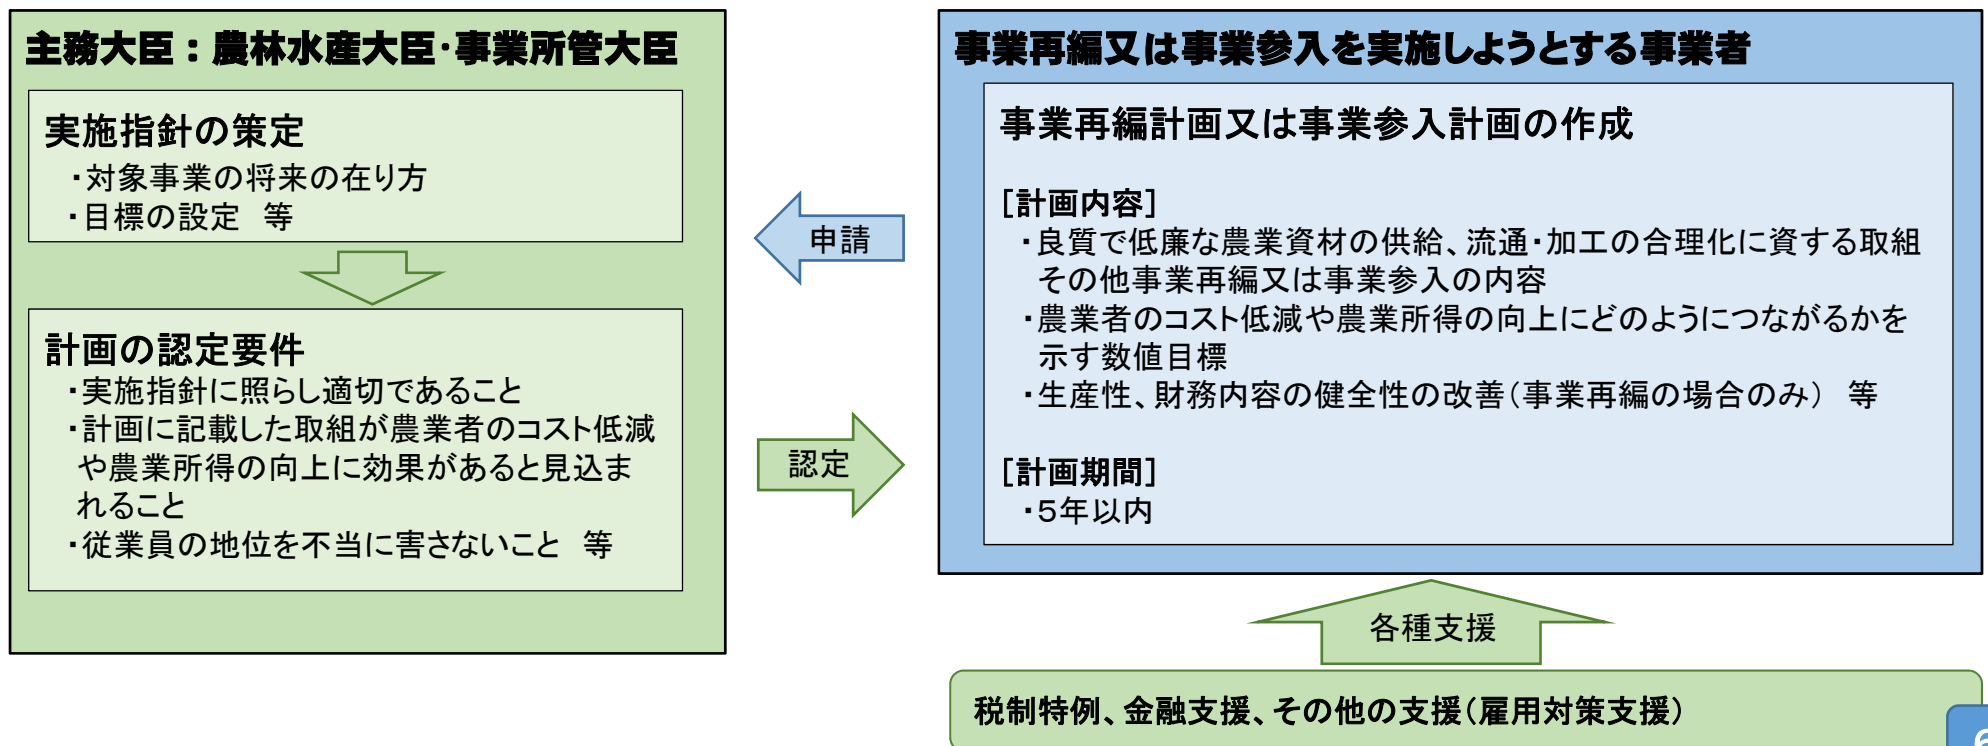 主務大臣：農林水産大臣・事業所管大臣
実施指針の策定
・対象事業の将来の在り方
・目標の設定　等
計画の認定要件
・実施指針に照らし適切であること
・計画に記載した取組が農業者のコスト低減
や農業所得の向上に効果があると見込ま
れること
・従業員の地位を不当に害さないこと　等
申請
認定
事業再編又は事業参入を実施しようとする事業者
事業再編計画又は事業参入計画の作成
［計画内容］
・良質で低廉な農業資材の供給、流通・加工の合理化に資する取組
その他事業再編又は事業参入の内容
・農業者のコスト低減や農業所得の向上にどのようにつながるかを
示す数値目標
・生産性、財務内容の健全性の改善（事業再編の場合のみ）　等
［計画期間］
・５年以内
各種支援
税制特例、金融支援、その他の支援（雇用対策支援）